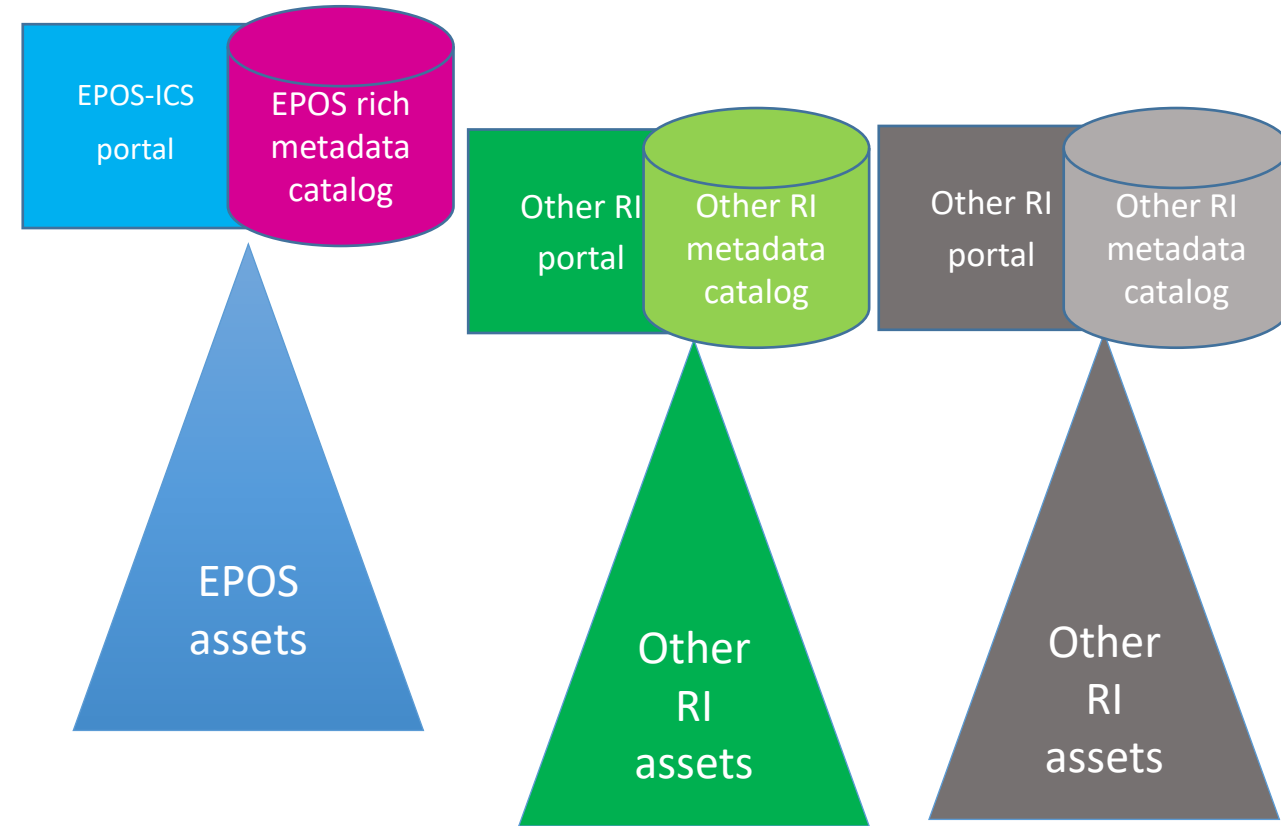 EPOS-ICS
portal
EPOS rich
metadata
catalog
Other RI
portal
Other RI
metadata
catalog
Other RI
portal
Other RI
metadata
catalog
EPOS
assets
Other
RI
assets
Other
RI
assets